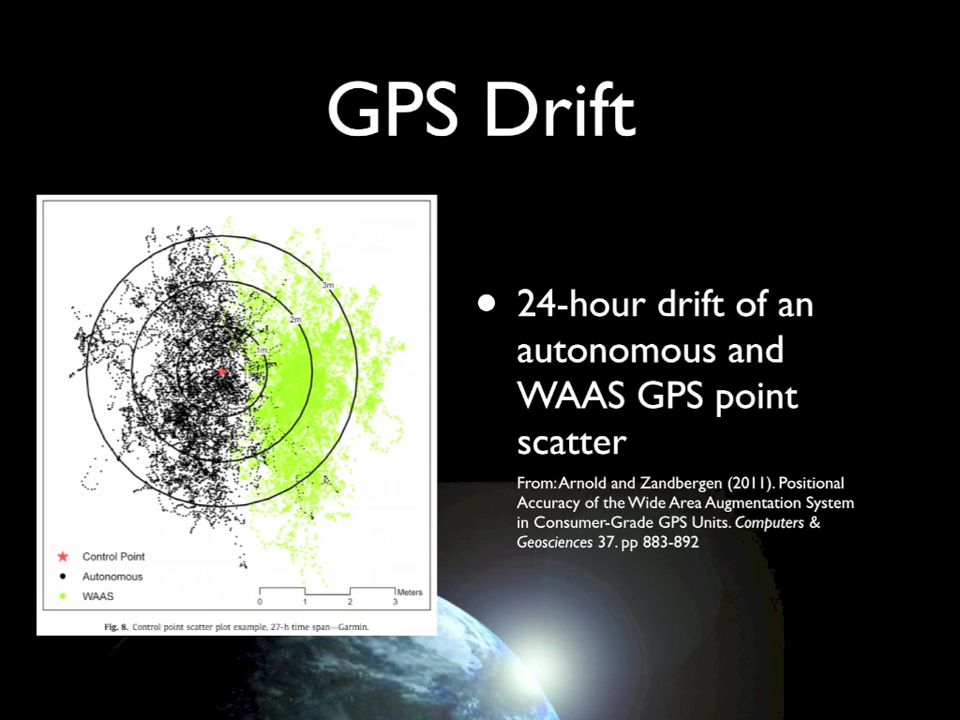 GPS Drift
3m
2m
1m
Control Point
Autonomous
WAAS
Meters
0 1 2 3
Fig. 8. Control point scatter plot example, 27-h time span—Garmin.
• 24-hour drift of an
autonomous and
WAAS GPS point
scatter
From: Arnold and Zandbergen (2011). Positional
Accuracy of the Wide Area Augmentation System
in Consumer-Grade GPS Units. Computers &
Geosciences 37. pp 883-892